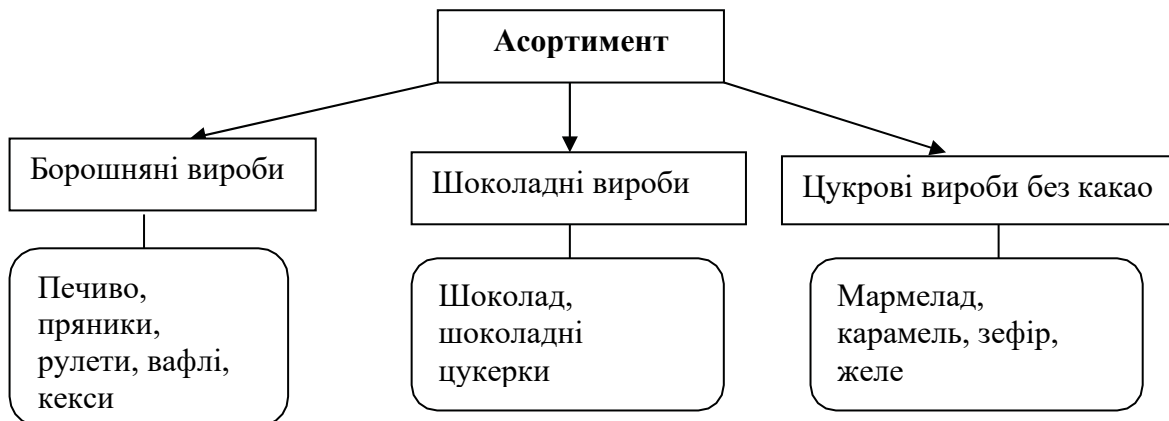 Асортимент
Борошняні вироби
Шоколадні вироби
Цукрові вироби без какао
Печиво,
пряники,
рулети, вафлі,
кекси
Шоколад,
шоколадні
цукерки
Мармелад,
карамель, зефір,
желе